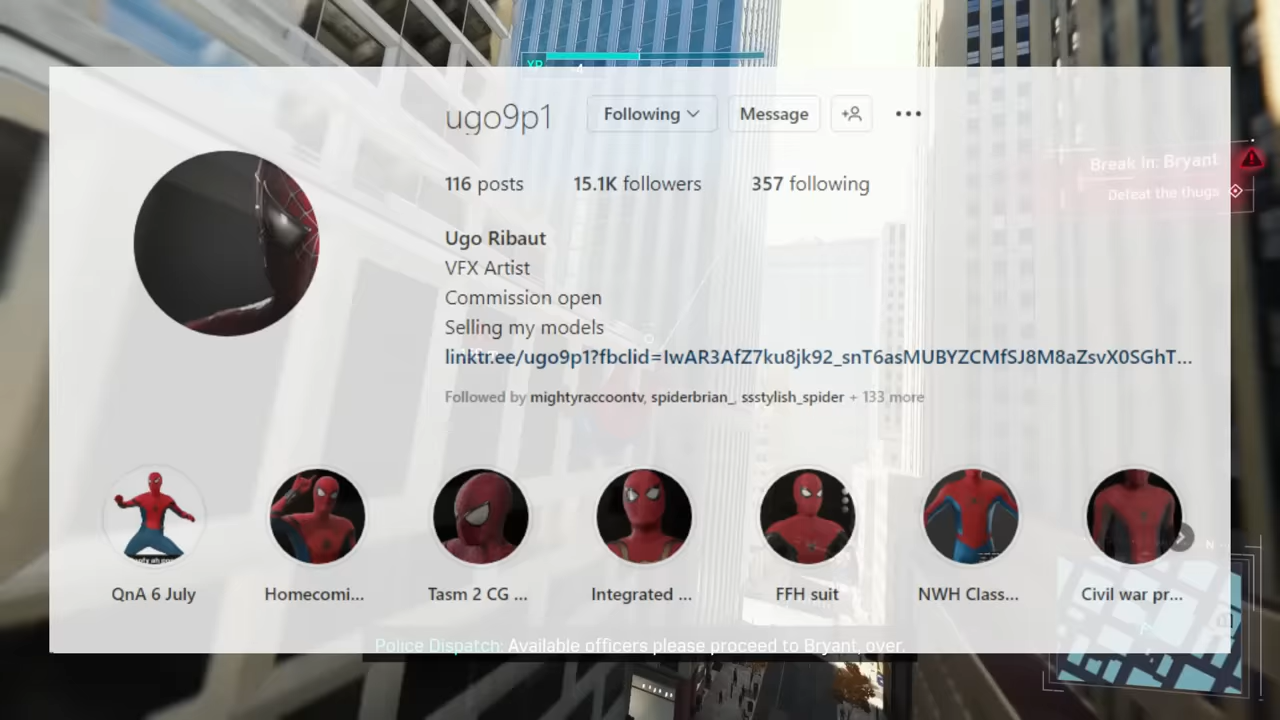 XP
ugo9p1 Following Message
116 posts 15.1K followers 357 following
Break In: Bryant
Defeat the thugs
Ugo Ribaut
VFX Artist
Commission open
Selling my models
linktree/ugo9p1?fbclid=IwAR3AfZ7ku8jk92_snT6asMUBYZCMfSJ8M8aZsvX0SGhT...
Followed by mightyraccoontv, spiderbrian_, ssstylish_spider + 133 more
QnA 6 July Homecomi... Tasm 2 CG ... Integrated ... FFH suit NWH Class... Civil war pr...
N
Police Dispatch: Available officers please proceed to Bryant, over.